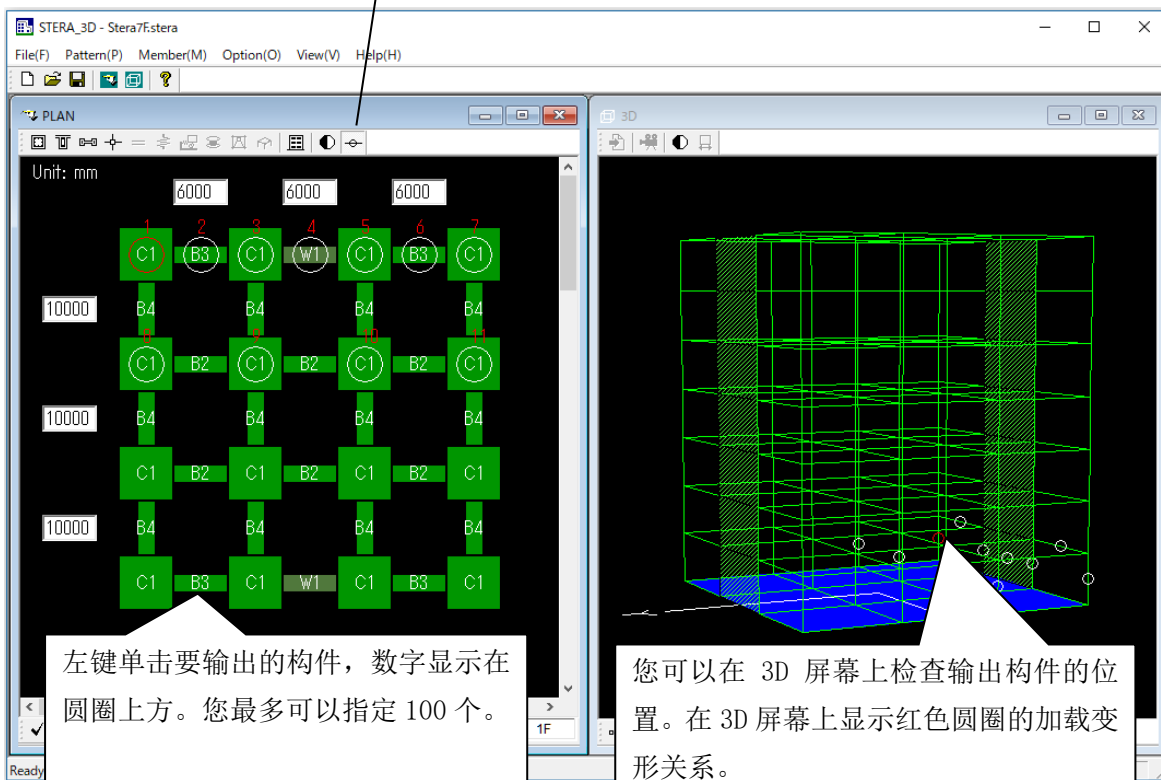 STERA_3D - Stera7F.stera
File(F) Pattern(P) Member(M) Option(O) View(V) Help(H)
PLAN
3D
Unit: mm
6000 6000 6000
1 2 3 4 5 6 7
C1 B3 C1 W1 C1 B3 C1
10000 B4 B4 B4 B4
8 9 10 11
C1 B2 C1 B2 C1 B2 C1
10000 B4 B4 B4 B4
C1 B2 C1 B2 C1 B2 C1
10000 B4 B4 B4 B4
C1 B3 C1 W1 C1 B3 C1
左键单击要输出的构件，数字显示在
圆圈上方。您最多可以指定 100 个。
1F
您可以在 3D 屏幕上检查输出构件的位
置。在 3D 屏幕上显示红色圆圈的加载变
形关系。
Ready